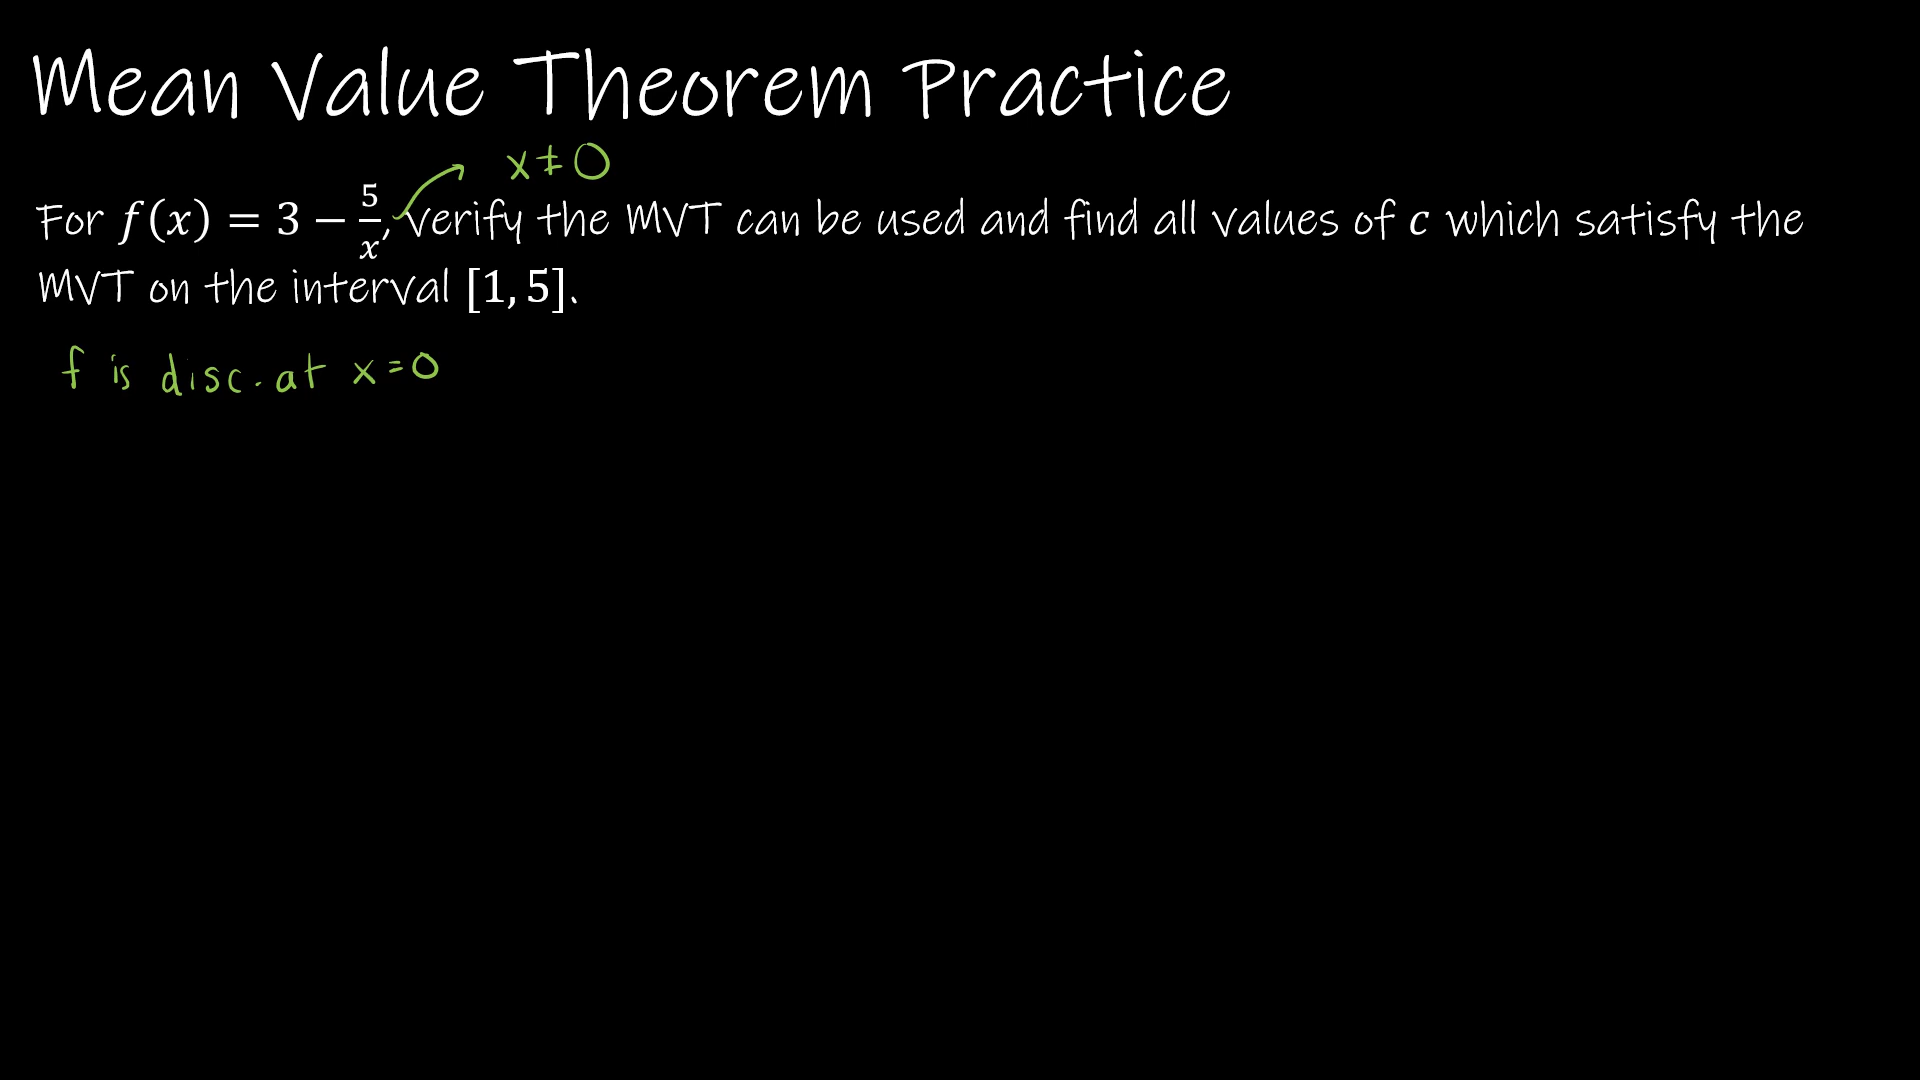 Mean Value Theorem Practice
x ≠ 0
For f(x) = 3 − 5/x, verify the MVT can be used and find all values of c which satisfy the
MVT on the interval [1, 5].
f is disc. at x = 0